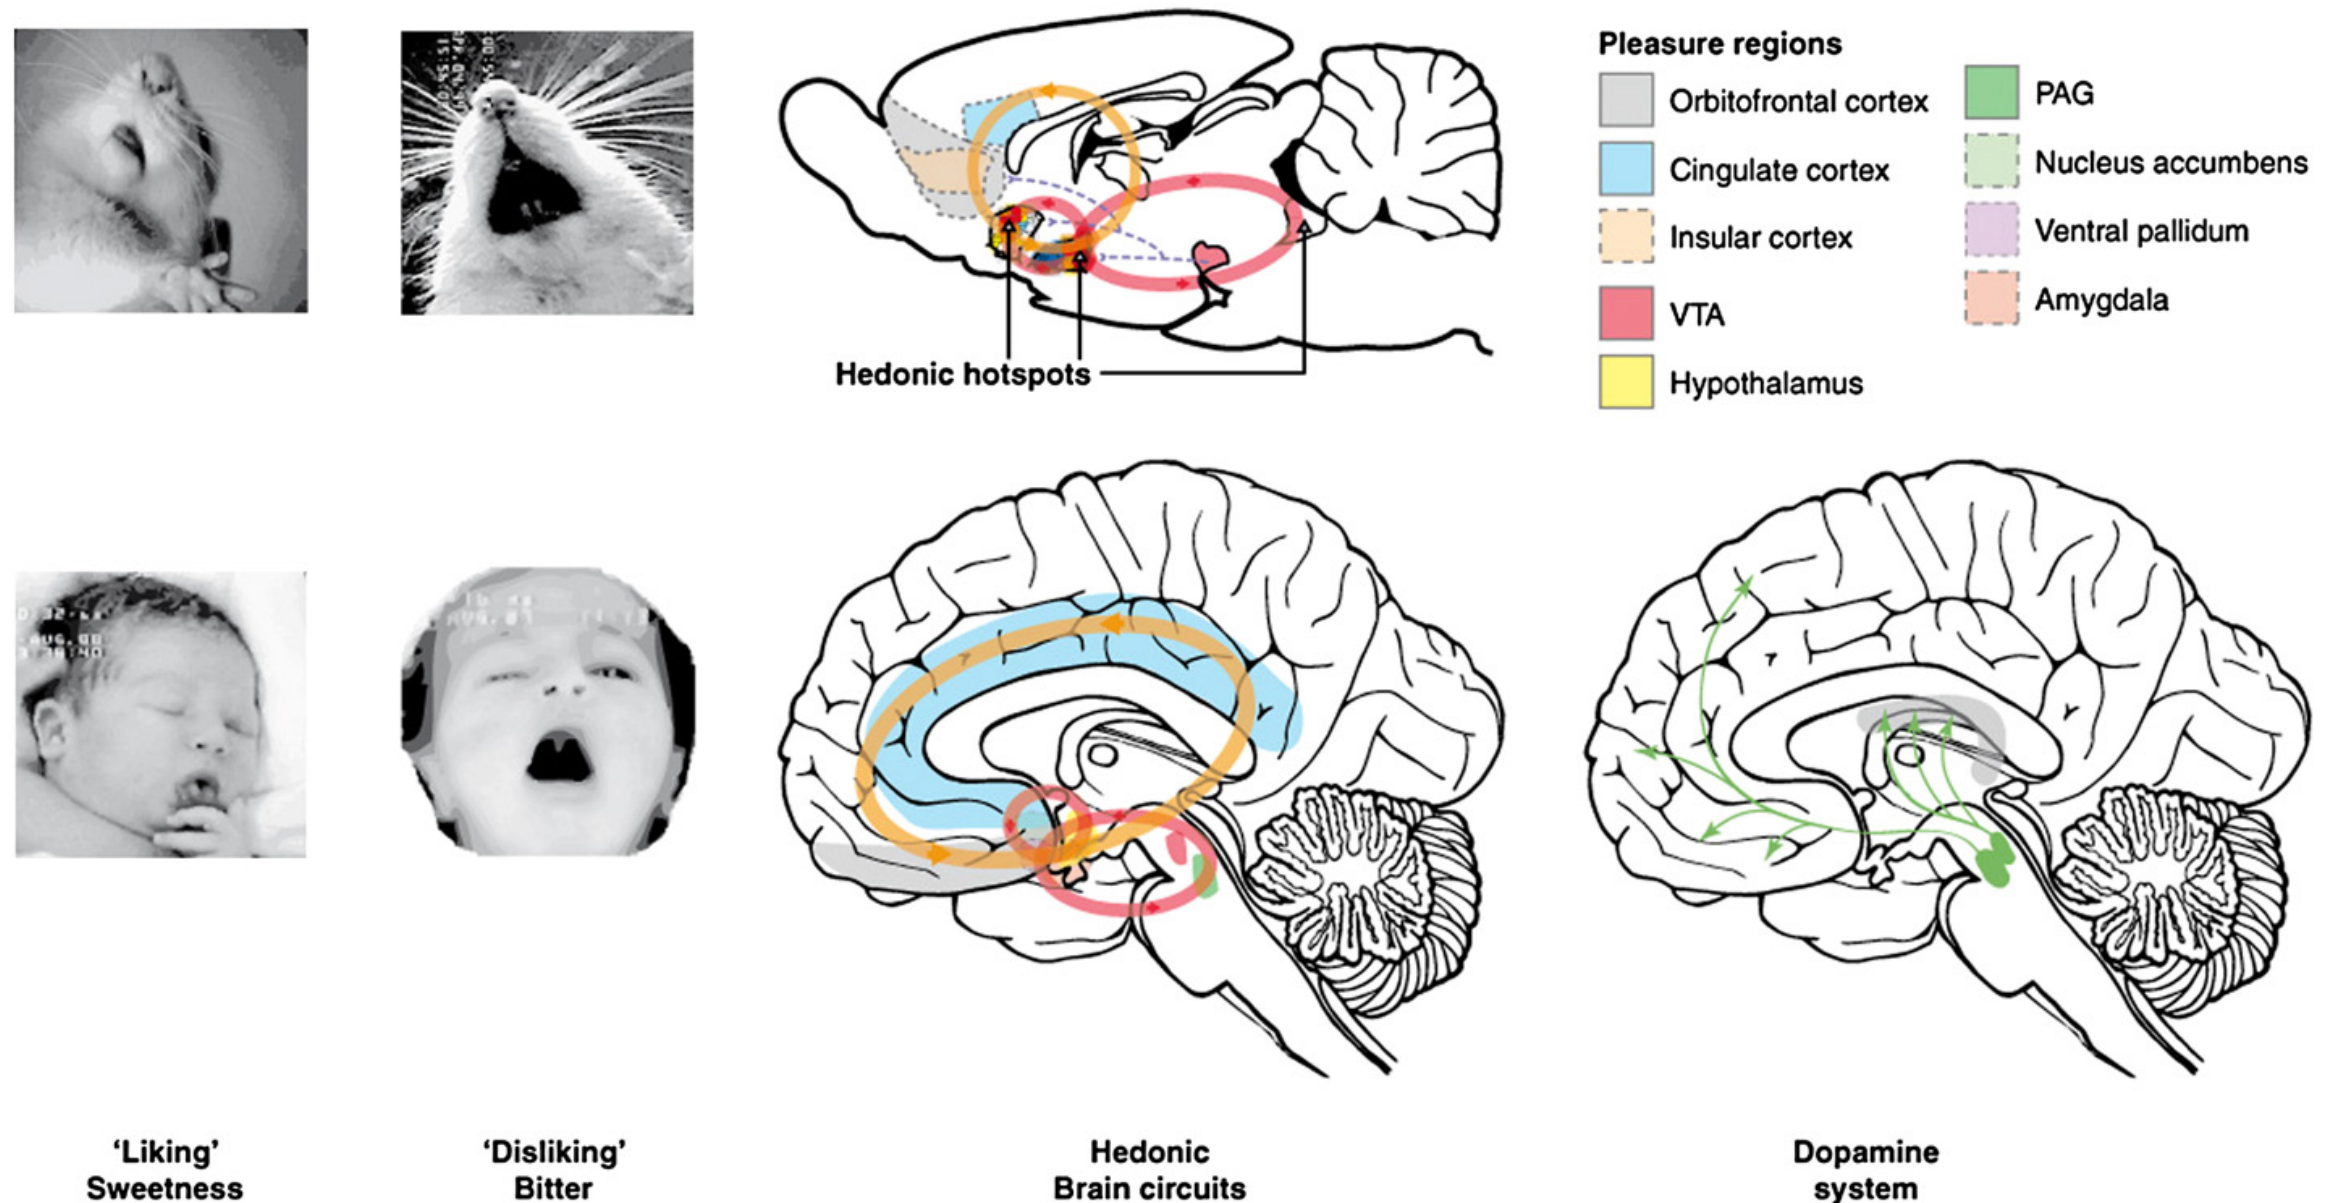 Pleasure regions
Orbitofrontal cortex
Cingulate cortex
Insular cortex
VTA
Hypothalamus
PAG
Nucleus accumbens
Ventral pallidum
Amygdala
Hedonic hotspots
‘Liking’
Sweetness
‘Disliking’
Bitter
Hedonic
Brain circuits
Dopamine
system